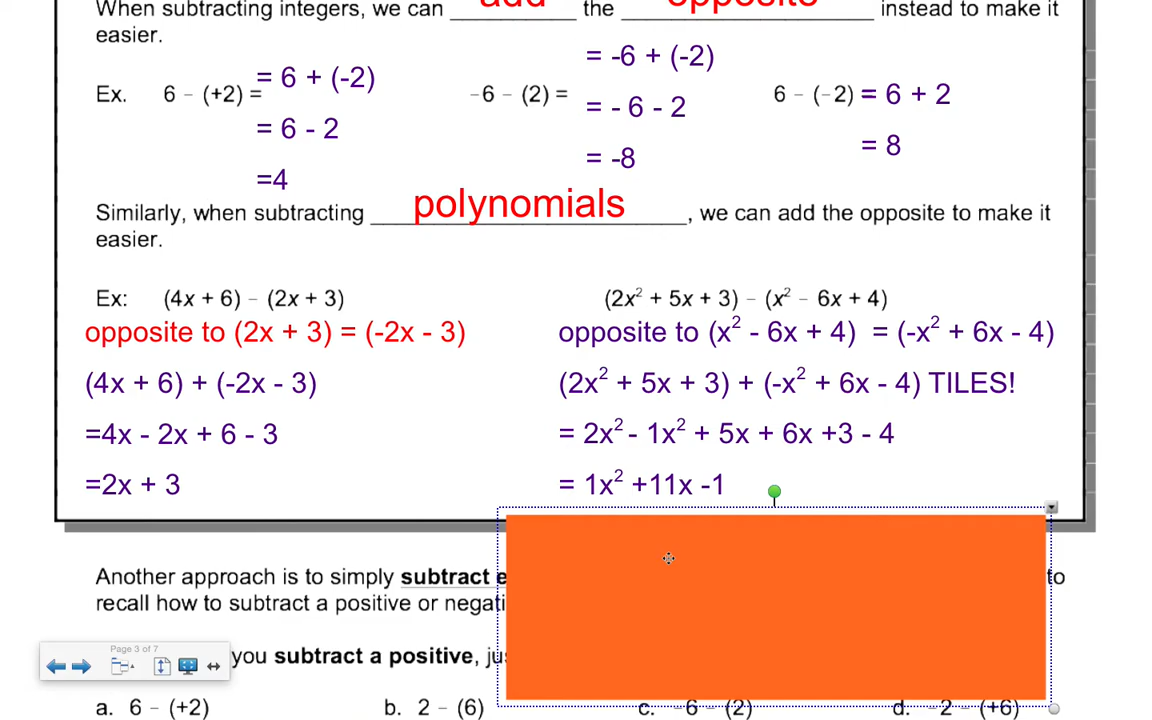 When subtracting integers, we can add the opposite instead to make it
easier.
Ex. 6 – (+2) = = 6 + (-2)
= 6 - 2
=4
-6 – (2) = = -6 + (-2)
= - 6 - 2
= -8
6 – (-2) = 6 + 2
= 8
Similarly, when subtracting polynomials, we can add the opposite to make it
easier.
Ex: (4x + 6) – (2x + 3)
opposite to (2x + 3) = (-2x - 3)
(4x + 6) + (-2x - 3)
=4x - 2x + 6 - 3
=2x + 3
(2x² + 5x + 3) – (x² – 6x + 4)
opposite to (x² - 6x + 4) = (-x² + 6x - 4)
(2x² + 5x + 3) + (-x² + 6x - 4) TILES!
= 2x² - 1x² + 5x + 6x +3 - 4
= 1x² +11x -1
Another approach is to simply subtract to
recall how to subtract a positive or
Page 3 of 7
you subtract a positive,
a. 6 – (+2) b. 2 – (6) c. -6 – (2) d. -2 – (+6)